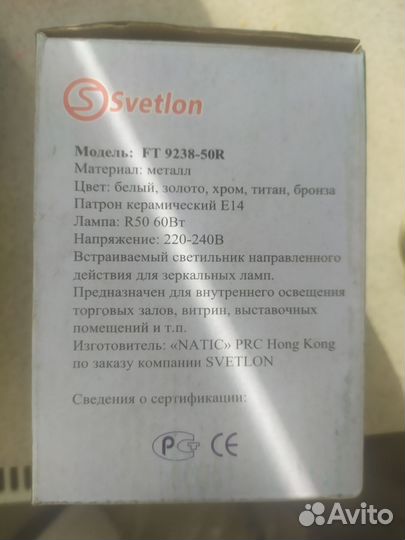 Svetlon
Модель: FT 9238-50R
Материал: металл
Цвет: белый, золото, хром, титан, бронза
Патрон керамический E14
Лампа: R50 60Вт
Напряжение: 220-240В
Встраиваемый светильник направленного
действия для зеркальных ламп.
Предназначен для внутреннего освещения
торговых залов, витрин, выставочных
помещений и т.п.
Изготовитель: «NATIC» PRC Hong Kong
по заказу компании SVETLON
Сведения о сертификации:
РСТ CE
Avito